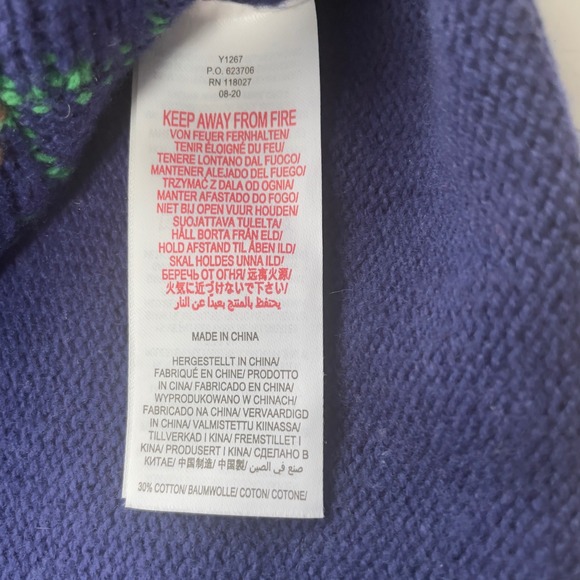 Y1267
P.O. 623706
RN 118027
08-20
KEEP AWAY FROM FIRE
VON FEUER FERNHALTEN/
TENIR ÉLOIGNÉ DU FEU/
TENERE LONTANO DAL FUOCO/
MANTENER ALEJADO DEL FUEGO/
TRZYMAĆ Z DALA OD OGNIA/
MANTER AFASTADO DO FOGO/
NIET BIJ OPEN VUUR HOUDEN/
SUOJATTAVA TULELTA/
HÅLL BORTA FRÅN ELD/
HOLD AFSTAND TIL ÅBEN ILD/
SKAL HOLDES UNNA ILD/
БЕРЕЧЬ ОТ ОГНЯ/ 远离火源/
火気に近づけないで下さい/
يحتفظ بالمنتج بعيدا عن النار
MADE IN CHINA
HERGESTELLT IN CHINA/
FABRIQUÉ EN CHINE/ PRODOTTO
IN CINA/ FABRICADO EN CHINA/
WYPRODUKOWANO W CHINACH/
FABRICADO NA CHINA/ VERVAARDIGD
IN CHINA/ VALMISTETTU KIINASSA/
TILLVERKAD I KINA/ FREMSTILLET I
KINA/ PRODUSERT I KINA/ СДЕЛАНО В
КИТАЕ/ 中国制造/ 中国製/ صنع في الصين
30% COTTON/ BAUMWOLLE/ COTON/ COTONE/